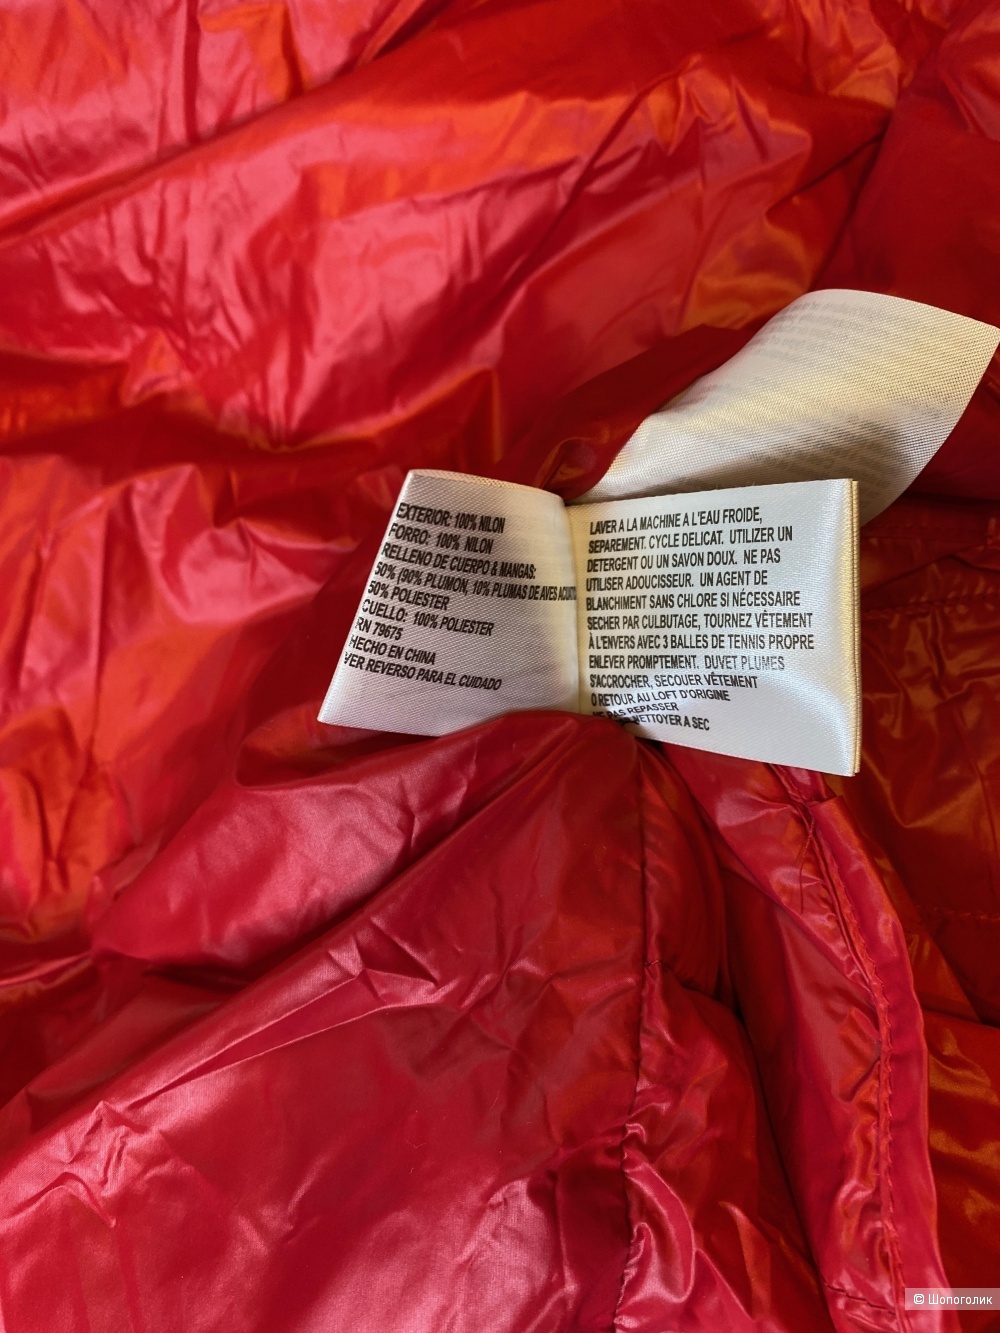 EXTERIOR: 100% NILON
FORRO: 100% NILON
RELLENO DE CUERPO & MANGAS:
50% (90% PLUMON, 10% PLUMAS DE AVES
50% POLIESTER
CUELLO: 100% POLIESTER
RN 79675
HECHO EN CHINA
VER REVERSO PARA EL CUIDADO
LAVER A LA MACHINE A L'EAU FROIDE,
SEPAREMENT. CYCLE DELICAT. UTILIZER UN
DETERGENT OU UN SAVON DOUX. NE PAS
UTILISER ADOUCISSEUR. UN AGENT DE
BLANCHIMENT SANS CHLORE SI NÉCESSAIRE
SECHER PAR CULBUTAGE, TOURNEZ VÊTEMENT
À L'ENVERS AVEC 3 BALLES DE TENNIS PROPRE
ENLEVER PROMPTEMENT. DUVET PLUMES
S'ACCROCHER, SECOUER VÊTEMENT
O RETOUR AU LOFT D'ORIGINE
NE PAS REPASSER
NETTOYER A SEC
© Шопоголик